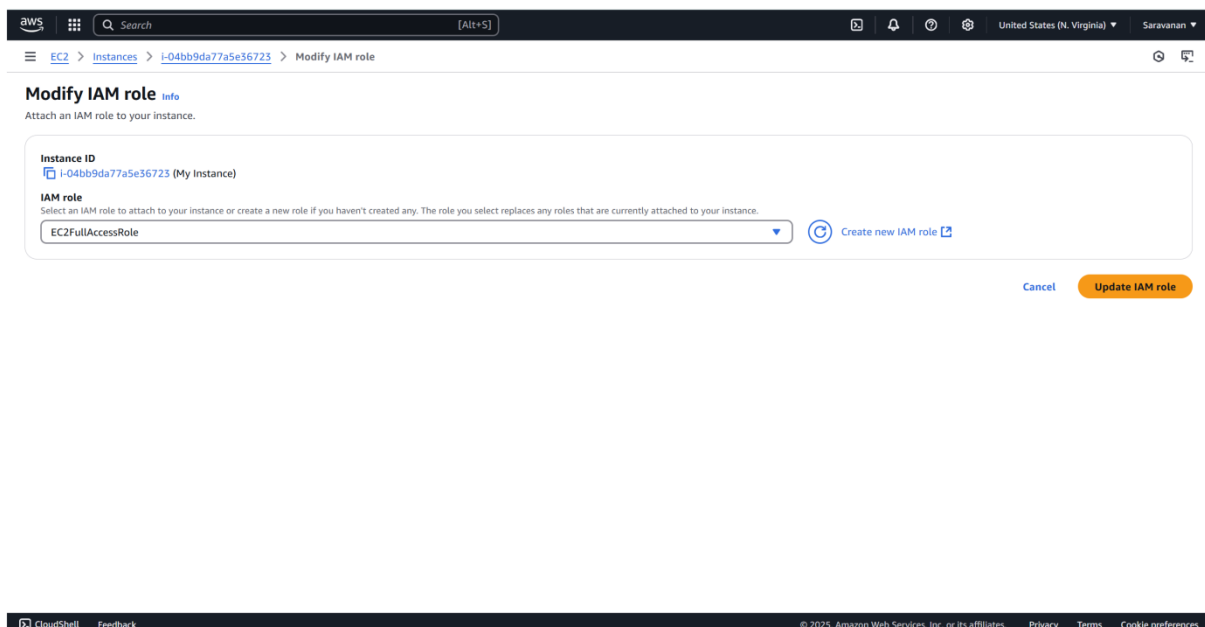 aws Search [Alt+S] United States (N. Virginia) Saravanan
EC2 > Instances > i-04bb9da77a5e36723 > Modify IAM role
Modify IAM role Info
Attach an IAM role to your instance.
Instance ID
i-04bb9da77a5e36723 (My Instance)
IAM role
Select an IAM role to attach to your instance or create a new role if you haven't created any. The role you select replaces any roles that are currently attached to your instance.
EC2FullAccessRole Create new IAM role
Cancel Update IAM role
CloudShell Feedback © 2025, Amazon Web Services, Inc. or its affiliates. Privacy Terms Cookie preferences